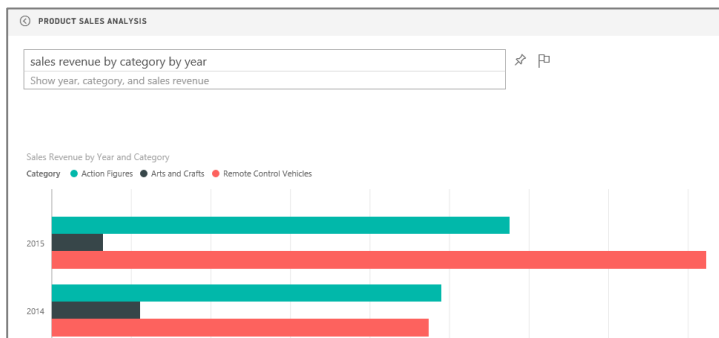 PRODUCT SALES ANALYSIS
sales revenue by category by year
Show year, category, and sales revenue
Sales Revenue by Year and Category
Category Action Figures Arts and Crafts Remote Control Vehicles
2015
2014